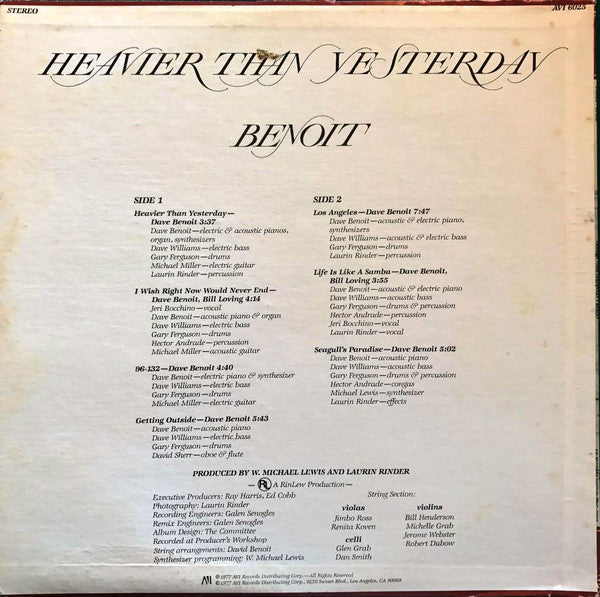 STEREO
AVI 6025
HEAVIER THAN YESTERDAY
BENOIT
SIDE 1
Heavier Than Yesterday—
Dave Benoit 3:37
Dave Benoit—electric & acoustic pianos,
organ, synthesizers
Dave Williams—electric bass
Gary Ferguson—drums
Michael Miller—electric guitar
Laurin Rinder—percussion
I Wish Right Now Would Never End—
Dave Benoit, Bill Loving 4:14
Jeri Bocchino—vocal
Dave Benoit—acoustic piano & organ
Dave Williams—electric bass
Gary Ferguson—drums
Hector Andrade—percussion
Michael Miller—acoustic guitar
96-132—Dave Benoit 4:40
Dave Benoit—electric piano & synthesizer
Dave Williams—electric bass
Gary Ferguson—drums
Michael Miller—electric guitar
Getting Outside—Dave Benoit 5:43
Dave Benoit—acoustic piano
Dave Williams—electric bass
Gary Ferguson—drums
David Sherr—oboe & flute
SIDE 2
Los Angeles—Dave Benoit 7:47
Dave Benoit—acoustic & electric piano,
synthesizers
Dave Williams—acoustic & electric bass
Gary Ferguson—drums
Laurin Rinder—percussion
Life Is Like A Samba—Dave Benoit,
Bill Loving 3:55
Dave Benoit—acoustic & electric piano
Dave Williams—acoustic bass
Gary Ferguson—drums & percussion
Hector Andrade—percussion
Jeri Bocchino—vocal
Laurin Rinder—vocal
Seagull's Paradise—Dave Benoit 5:02
Dave Benoit—acoustic piano
Dave Williams—acoustic bass
Gary Ferguson—drums & percussion
Hector Andrade—congas
Michael Lewis—synthesizer
Laurin Rinder—effects
PRODUCED BY W. MICHAEL LEWIS AND LAURIN RINDER
— RL A RinLew Production—
Executive Producers: Ray Harris, Ed Cobb
Photography: Laurin Rinder
Recording Engineers: Galen Senogles
Remix Engineers: Galen Senogles
Album Design: The Committee
Recorded at Producer's Workshop
String arrangements: David Benoit
Synthesizer programming: W. Michael Lewis
String Section:
violas
Jimbo Ross
Renita Koven
celli
Glen Grab
Dan Smith
violins
Bill Henderson
Michelle Grab
Jerome Webster
Robert Dubow
AVI
©1977 AVI Records Distributing Corp.—All Rights Reserved
℗1977 AVI Records Distributing Corp., 9220 Sunset Blvd., Los Angeles, CA 90069